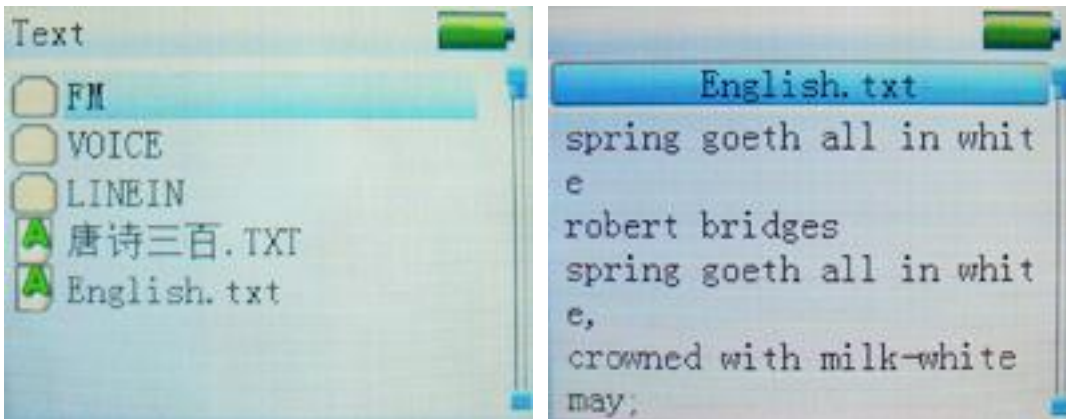 Text
FM
VOICE
LINEIN
唐诗三百.TXT
English.txt
English.txt
spring goeth all in whit
e
robert bridges
spring goeth all in whit
e,
crowned with milk-white
may;